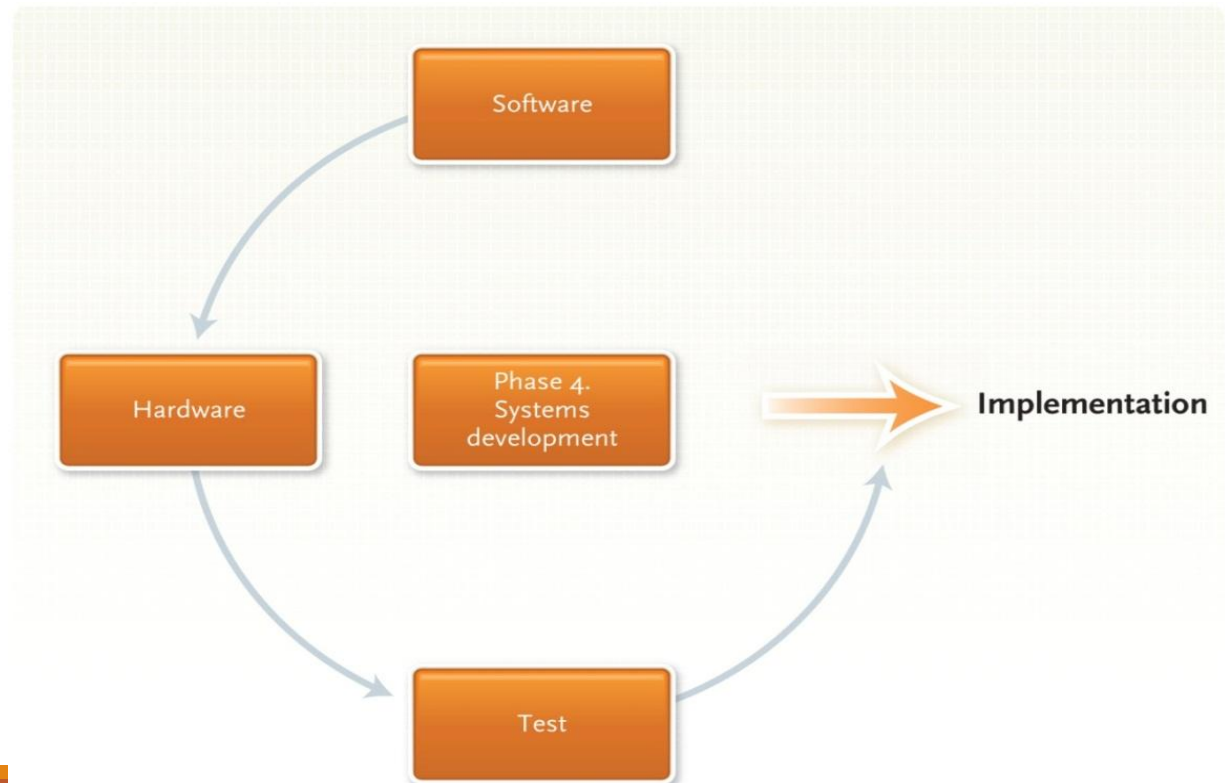 Software
Hardware
Phase 4.
Systems
development
Implementation
Test